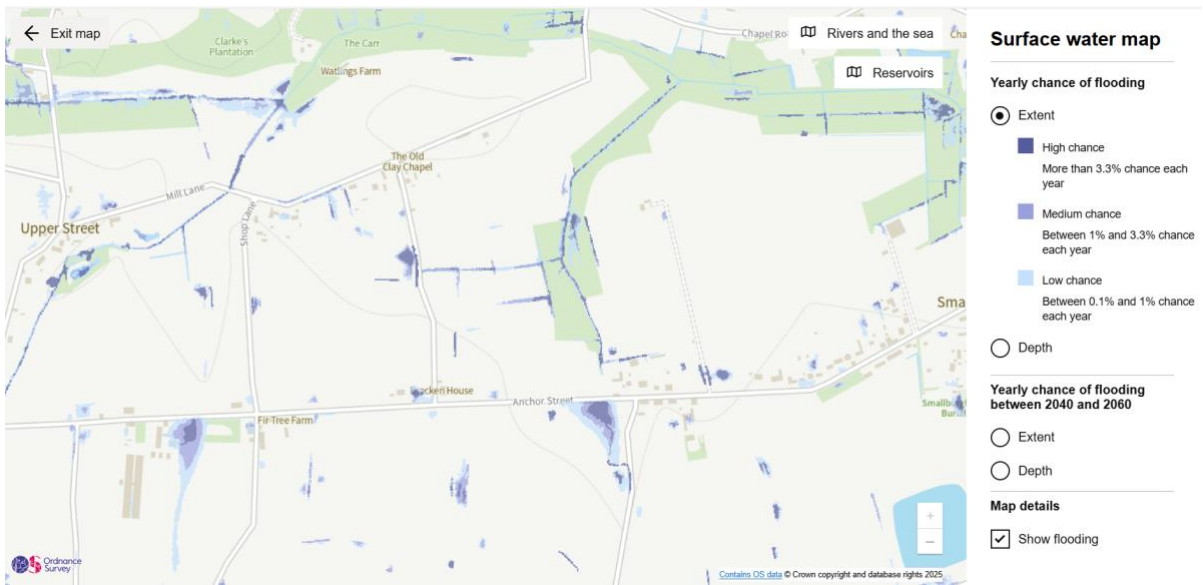 Exit map
Clarke's
Plantation
The Carr
Watlings Farm
Chapel Ro
Cha
Rivers and the sea
Reservoirs
The Old
Clay Chapel
Mill Lane
Shop Lane
Upper Street
Sma
Anchor Street
Fir Tree Farm
Smallbu
Bur
Ordnance
Survey
+
−
Contains OS data © Crown copyright and database rights 2025
Surface water map
Yearly chance of flooding
Extent
High chance
More than 3.3% chance each
year
Medium chance
Between 1% and 3.3% chance
each year
Low chance
Between 0.1% and 1% chance
each year
Depth
Yearly chance of flooding
between 2040 and 2060
Extent
Depth
Map details
Show flooding